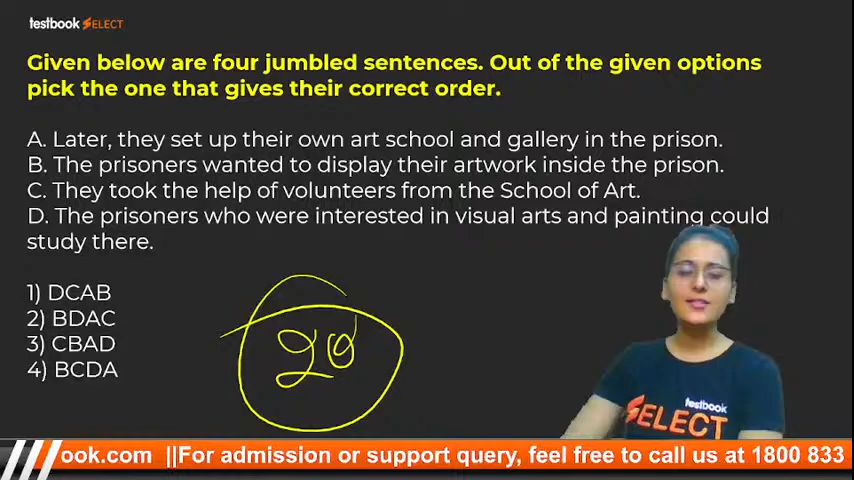 testbook SELECT
Given below are four jumbled sentences. Out of the given options
pick the one that gives their correct order.
A. Later, they set up their own art school and gallery in the prison.
B. The prisoners wanted to display their artwork inside the prison.
C. They took the help of volunteers from the School of Art.
D. The prisoners who were interested in visual arts and painting could
study there.
1) DCAB
2) BDAC
3) CBAD
4) BCDA
testbook
SELECT
ook.com ||For admission or support query, feel free to call us at 1800 833